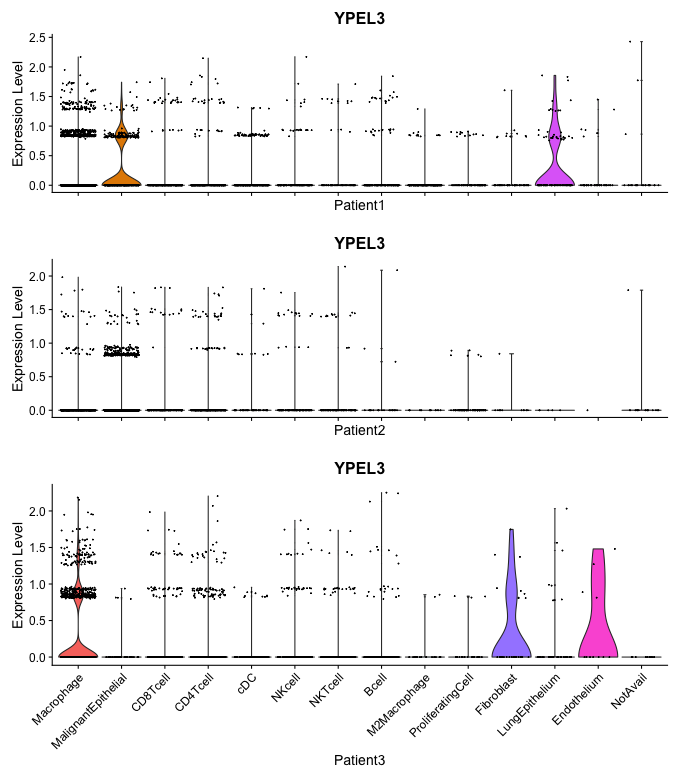 YPEL3
Expression Level
2.5
2.0
1.5
1.0
0.5
0.0
Patient1
YPEL3
Expression Level
2.0
1.5
1.0
0.5
0.0
Patient2
YPEL3
Expression Level
2.0
1.5
1.0
0.5
0.0
Macrophage
MalignantEpithelial
CD8Tcell
CD4Tcell
cDC
NKcell
NKTcell
Bcell
M2Macrophage
ProliferatingCell
Fibroblast
LungEpithelium
Endothelium
NotAvail
Patient3